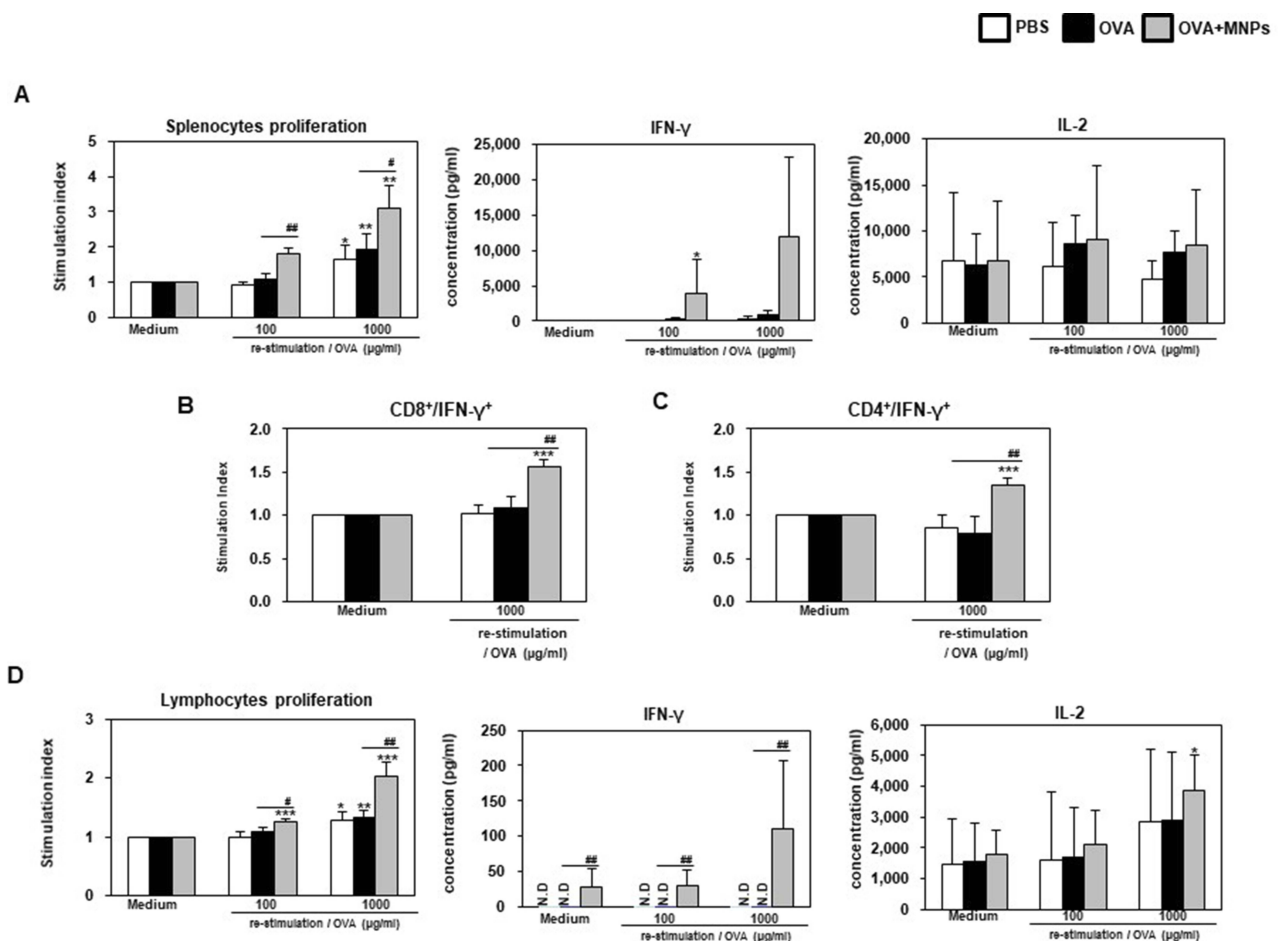 PBS OVA OVA+MNPs
A
Splenocytes proliferation
Stimulation index
5
4
3
2
1
0
*
**
**
##
#
Medium 100 1000
re-stimulation / OVA (µg/ml)
IFN-γ
concentration (pg/ml)
25,000
20,000
15,000
10,000
5,000
0
*
100 1000
Medium
re-stimulation / OVA (µg/ml)
IL-2
concentration (pg/ml)
20,000
15,000
10,000
5,000
0
Medium 100 1000
re-stimulation / OVA (µg/ml)
B
CD8+/IFN-γ+
Stimulation Index
2.0
1.5
1.0
0.5
0.0
##
***
Medium 1000
re-stimulation
/ OVA (µg/ml)
C
CD4+/IFN-γ+
Stimulation Index
2.0
1.5
1.0
0.5
0.0
##
***
Medium 1000
re-stimulation
/ OVA (µg/ml)
D
Lymphocytes proliferation
Stimulation index
3
2
1
0
#
***
* **
##
***
Medium 100 1000
re-stimulation / OVA (µg/ml)
IFN-γ
concentration (pg/ml)
250
200
150
100
50
0
N.D N.D ##
N.D N.D ##
N.D N.D ##
Medium 100 1000
re-stimulation / OVA (µg/ml)
IL-2
concentration (pg/ml)
6,000
5,000
4,000
3,000
2,000
1,000
0
*
Medium 100 1000
re-stimulation / OVA (µg/ml)